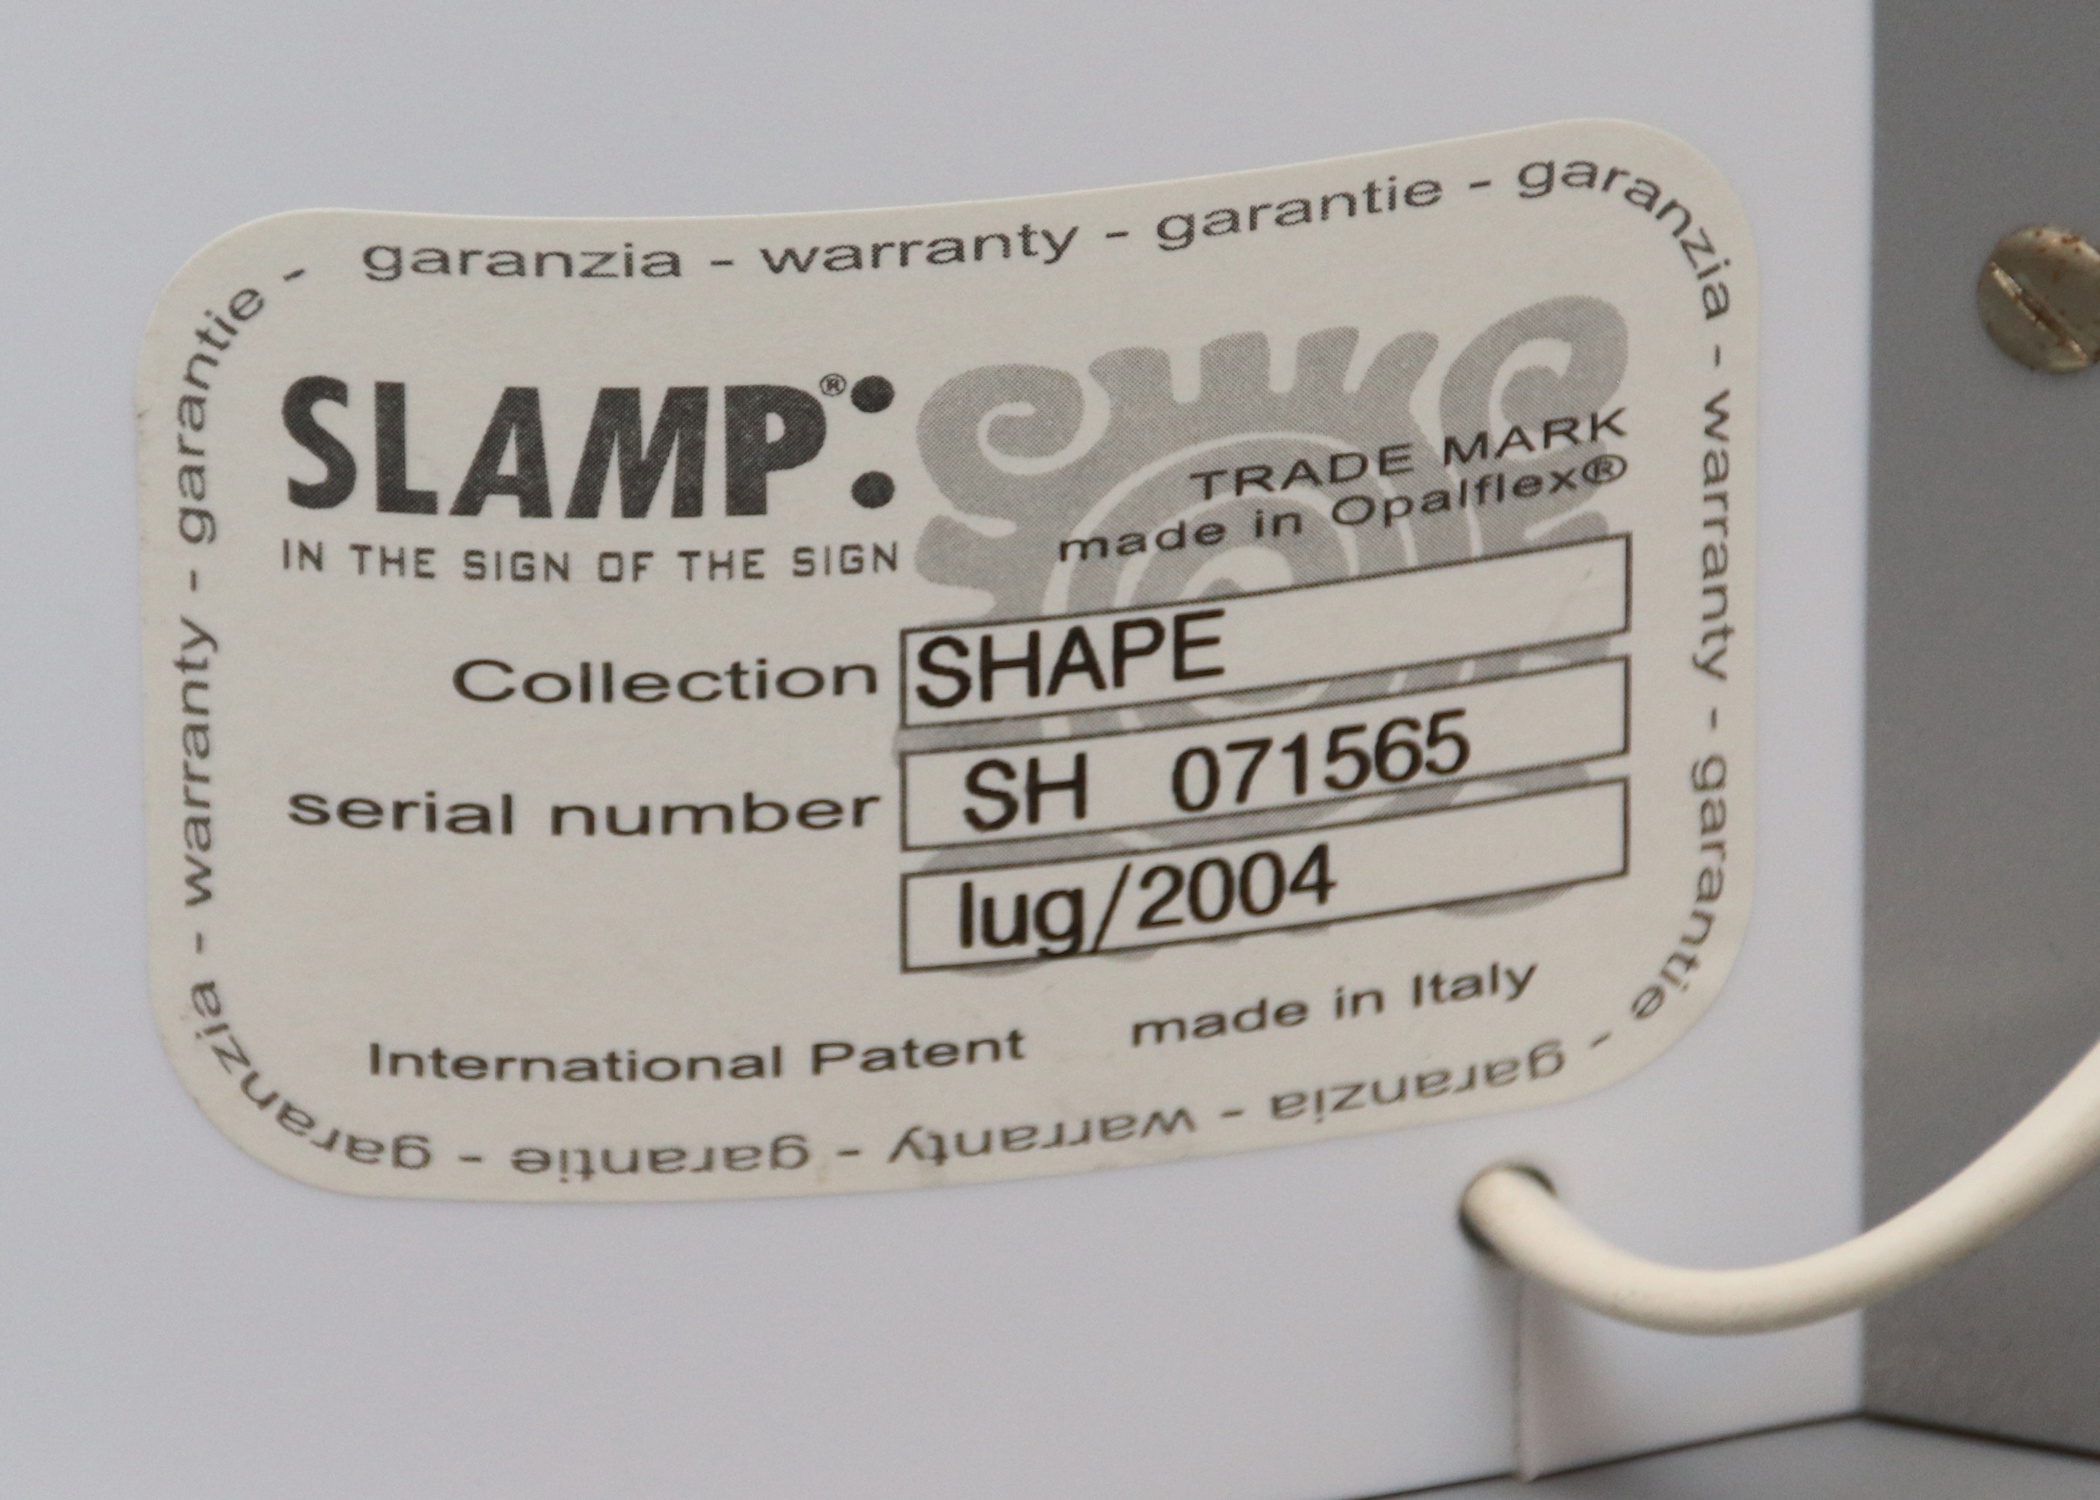 garanzia - warranty - garantie - garanzia - warranty - garantie - garanzia - warranty - garantie - garanzia - warranty - garantie -
SLAMP®:
IN THE SIGN OF THE SIGN
TRADE MARK
made in Opalflex®
Collection SHAPE
serial number SH 071565
lug/2004
International Patent made in Italy